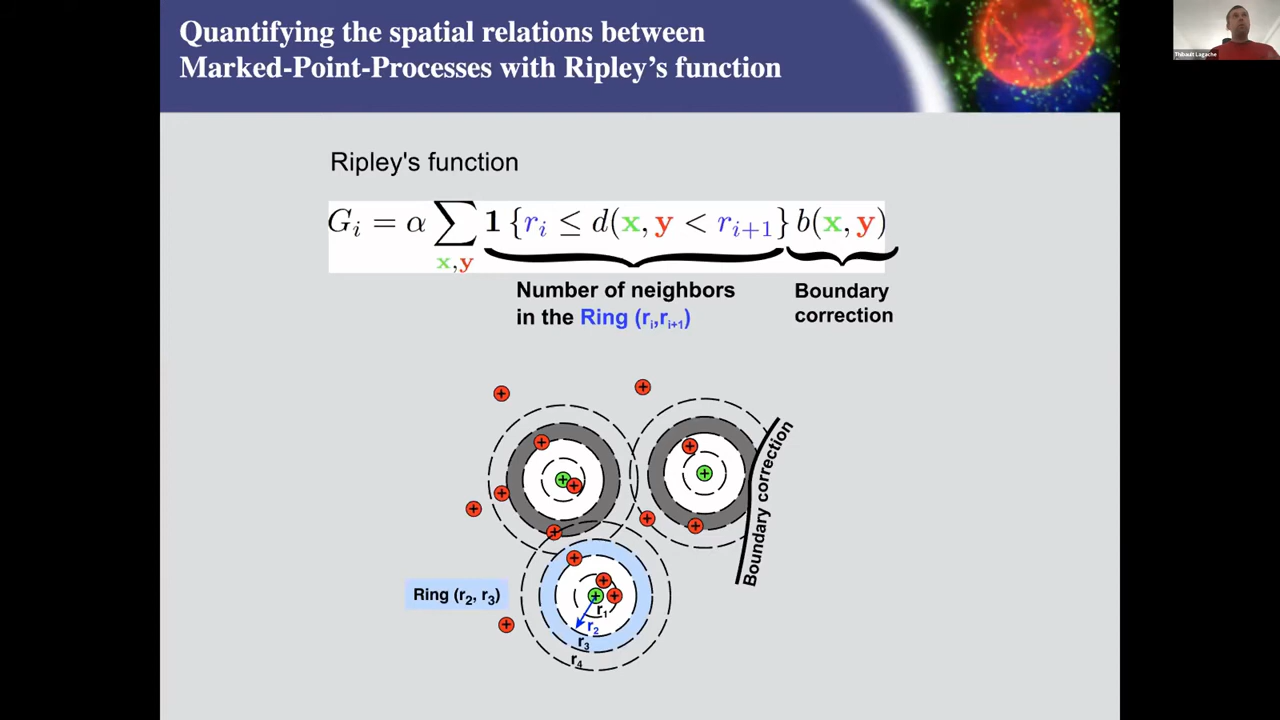 Quantifying the spatial relations between
Marked-Point-Processes with Ripley's function
Thibault Lagache
Ripley's function
G_i = α ∑_{x,y} 1 {r_i ≤ d(x, y < r_{i+1}} b(x, y)
Number of neighbors
in the Ring (r_i,r_{i+1})
Boundary
correction
Boundary correction
Ring (r_2, r_3)
r_1
r_2
r_3
r_4